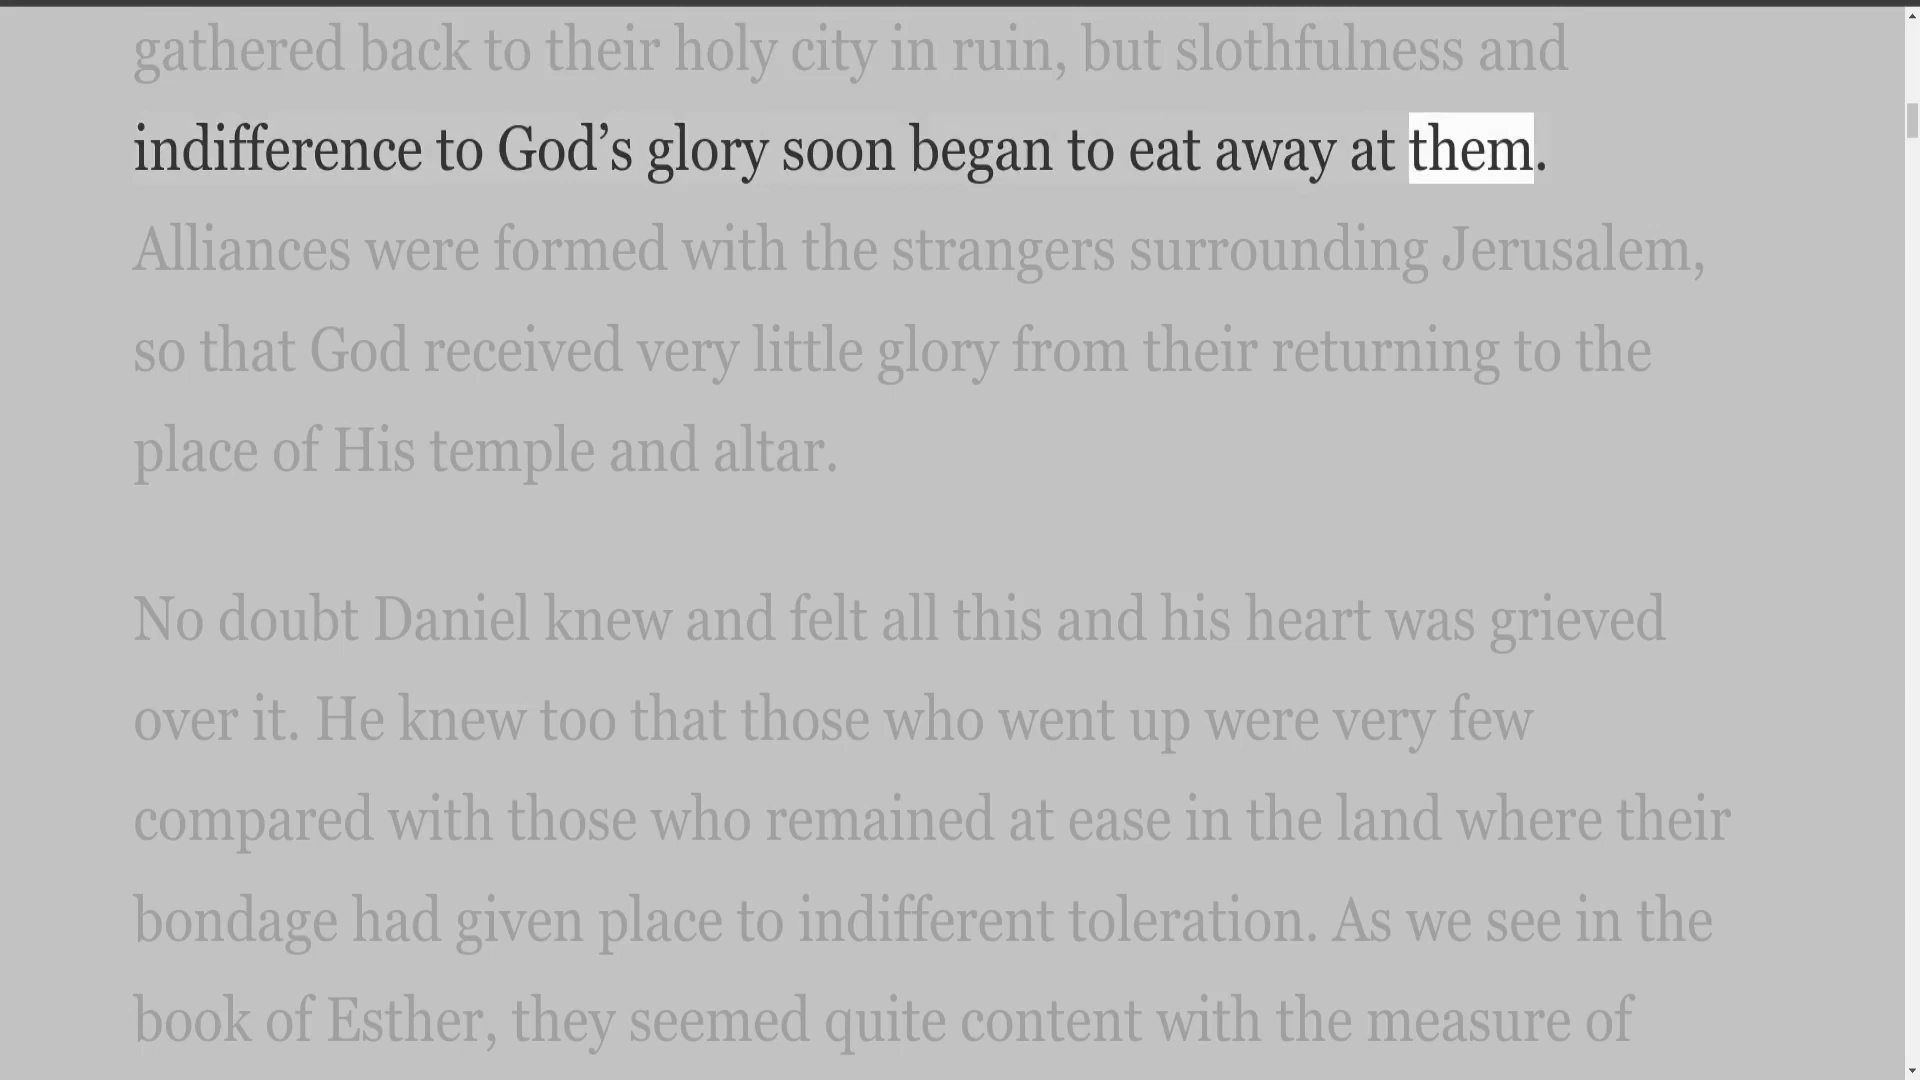 gathered back to their holy city in ruin, but slothfulness and
indifference to God’s glory soon began to eat away at them.
Alliances were formed with the strangers surrounding Jerusalem,
so that God received very little glory from their returning to the
place of His temple and altar.
No doubt Daniel knew and felt all this and his heart was grieved
over it. He knew too that those who went up were very few
compared with those who remained at ease in the land where their
bondage had given place to indifferent toleration. As we see in the
book of Esther, they seemed quite content with the measure of